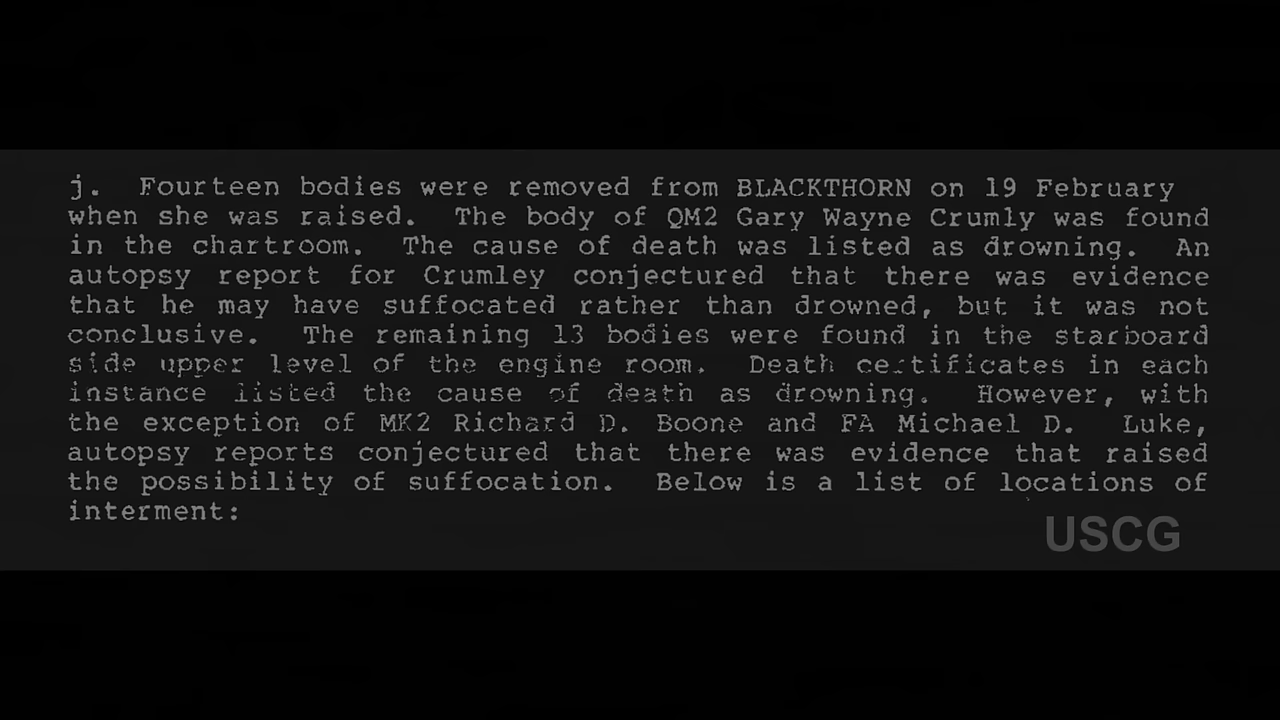 j. Fourteen bodies were removed from BLACKTHORN on 19 February
when she was raised. The body of QM2 Gary Wayne Crumly was found
in the chartroom. The cause of death was listed as drowning. An
autopsy report for Crumley conjectured that there was evidence
that he may have suffocated rather than drowned, but it was not
conclusive. The remaining 13 bodies were found in the starboard
side upper level of the engine room. Death certificates in each
instance listed the cause of death as drowning. However, with
the exception of MK2 Richard D. Boone and FA Michael D. Luke,
autopsy reports conjectured that there was evidence that raised
the possibility of suffocation. Below is a list of locations of
interment:
USCG